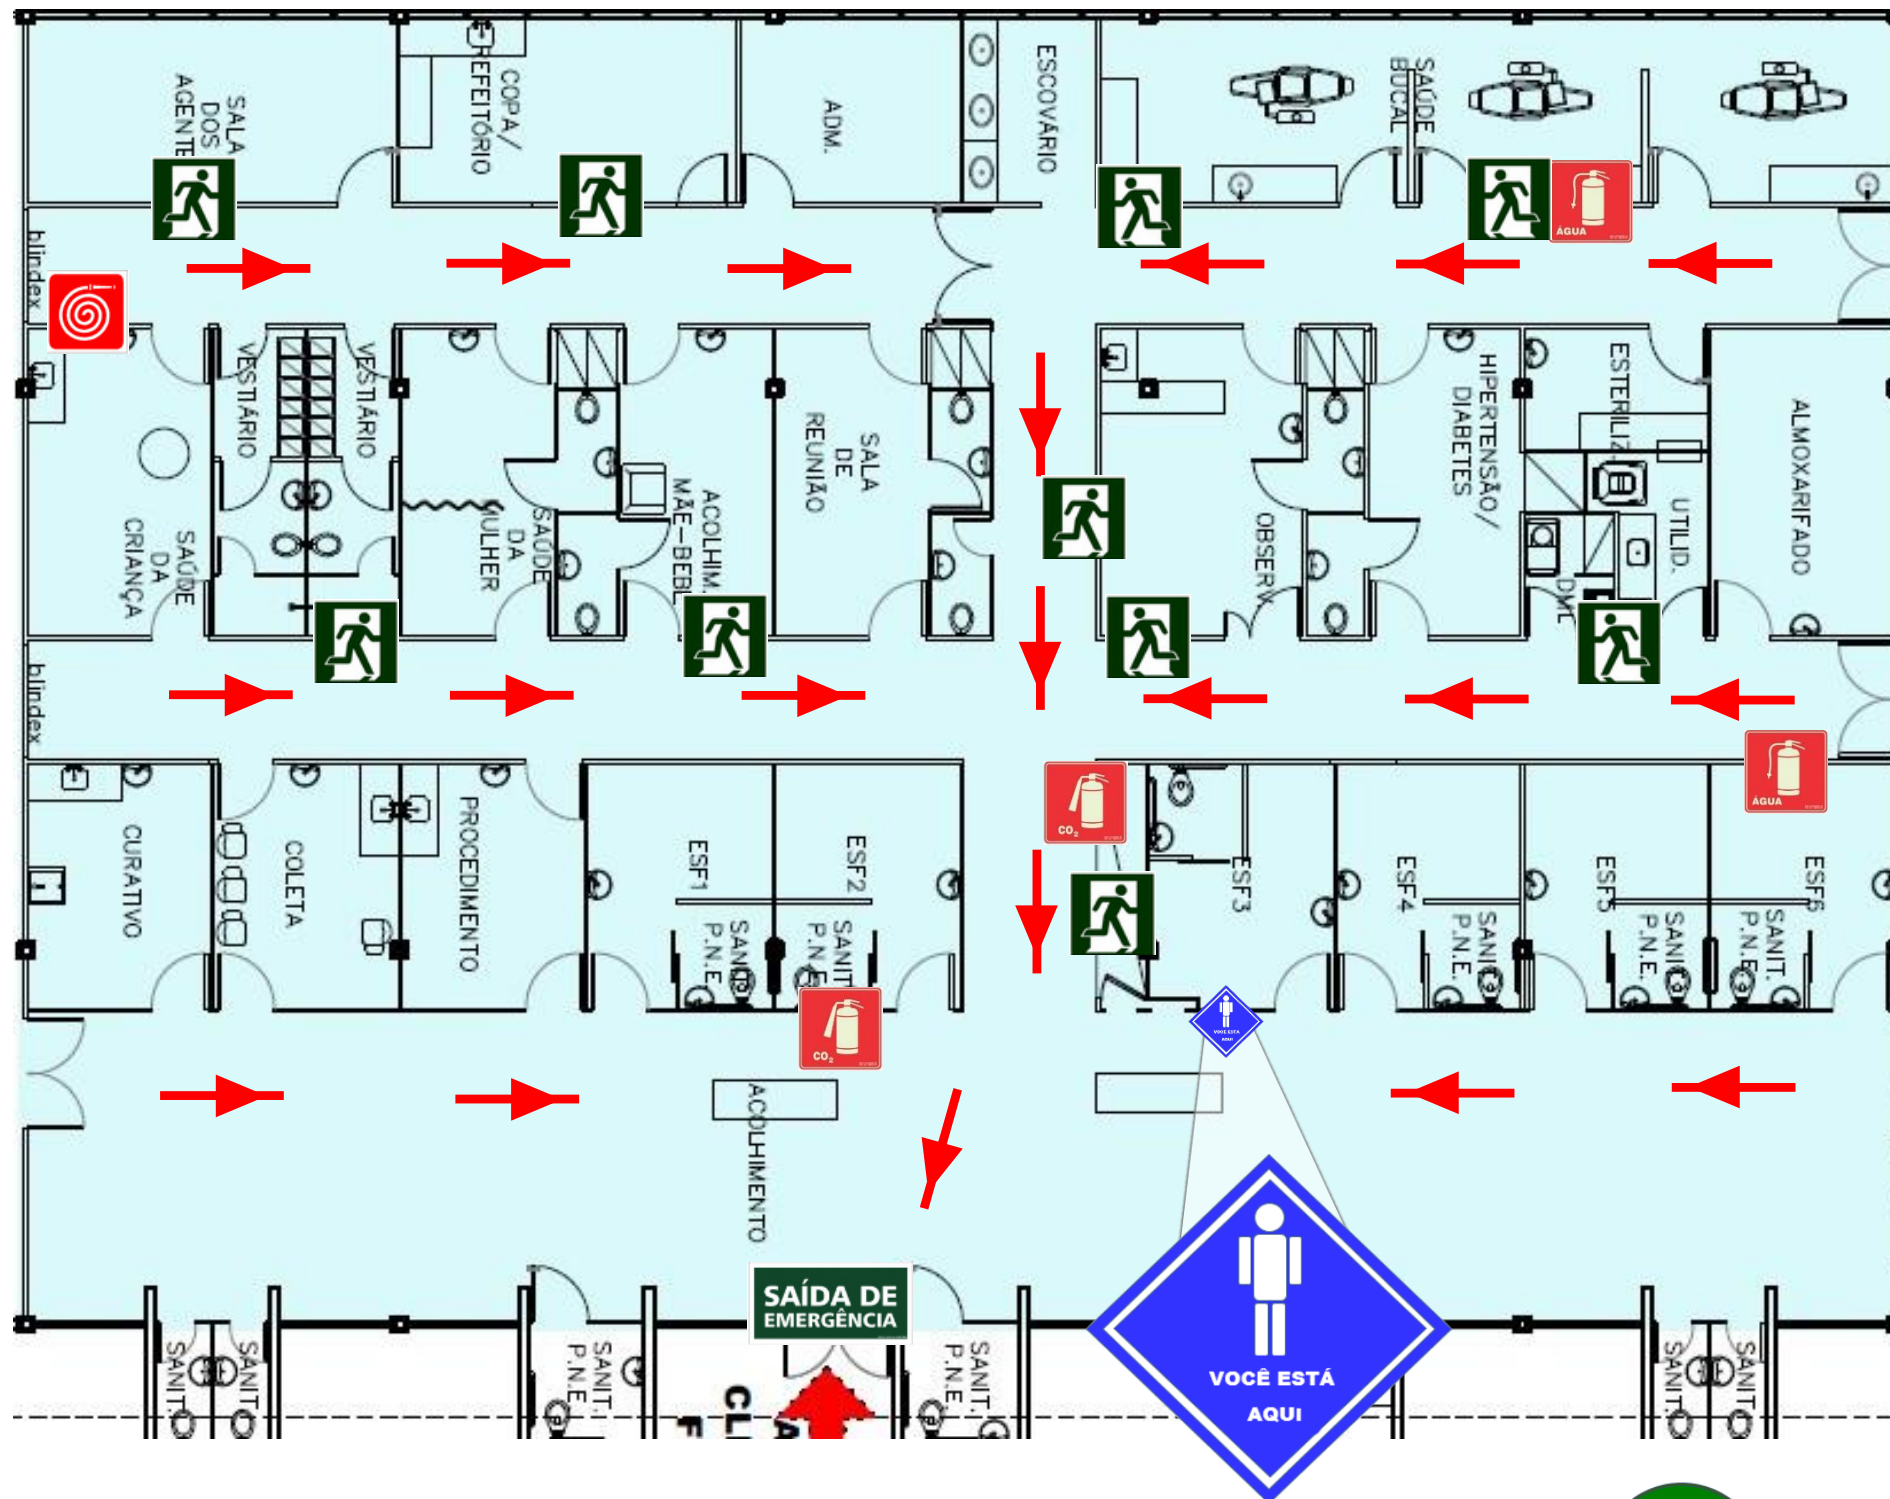 SALA
DOS
AGENTE
COPA/
REFEITÓRIO
ADM.
ESCOVÁRIO
SAÚDE
BUCAL
ÁGUA
blindex
VESTIÁRIO
VESTIÁRIO
SAÚDE
DA
CRIANÇA
SAÚDE
DA
MULHER
ACOLHIM.
MÃE-BEBÊ
SALA
DE
REUNIÃO
OBSERV.
HIPERTENSÃO/
DIABETES
ESTERILIZ.
UTILID.
DML
ALMOXARIFADO
blindex
CURATIVO
COLETA
PROCEDIMENTO
ESF1
SANIT.
P.N.E.
ESF2
SANIT.
P.N.E.
CO2
CO2
ESF3
ESF4
SANIT.
P.N.E.
ESF5
SANIT.
P.N.E.
ESF6
SANIT.
P.N.E.
ÁGUA
VOCÊ ESTÁ
AQUI
ACOLHIMENTO
SAÍDA DE
EMERGÊNCIA
VOCÊ ESTÁ
AQUI
SANIT.
SANIT.
SANIT.
P.N.E
SANIT.
P.N.E
SANIT.
SANIT.